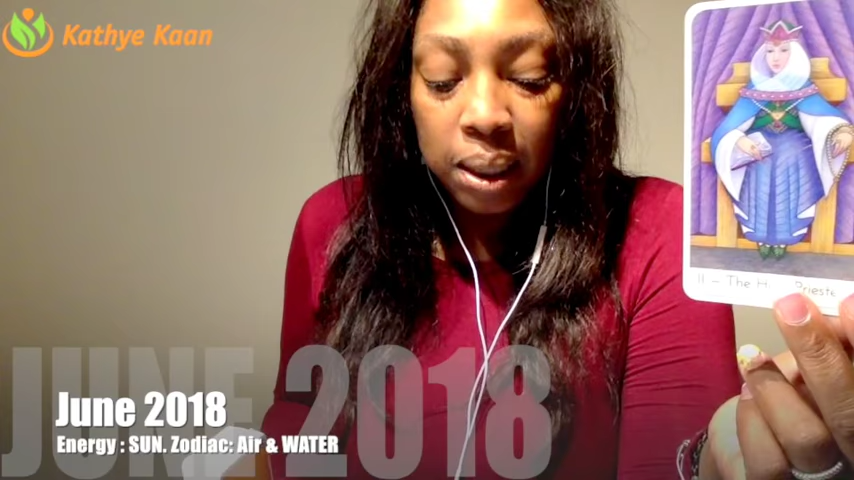 Kathye Kaan
II - The H Prieste
JUNE 2018
June 2018
Energy : SUN. Zodiac: Air & WATER